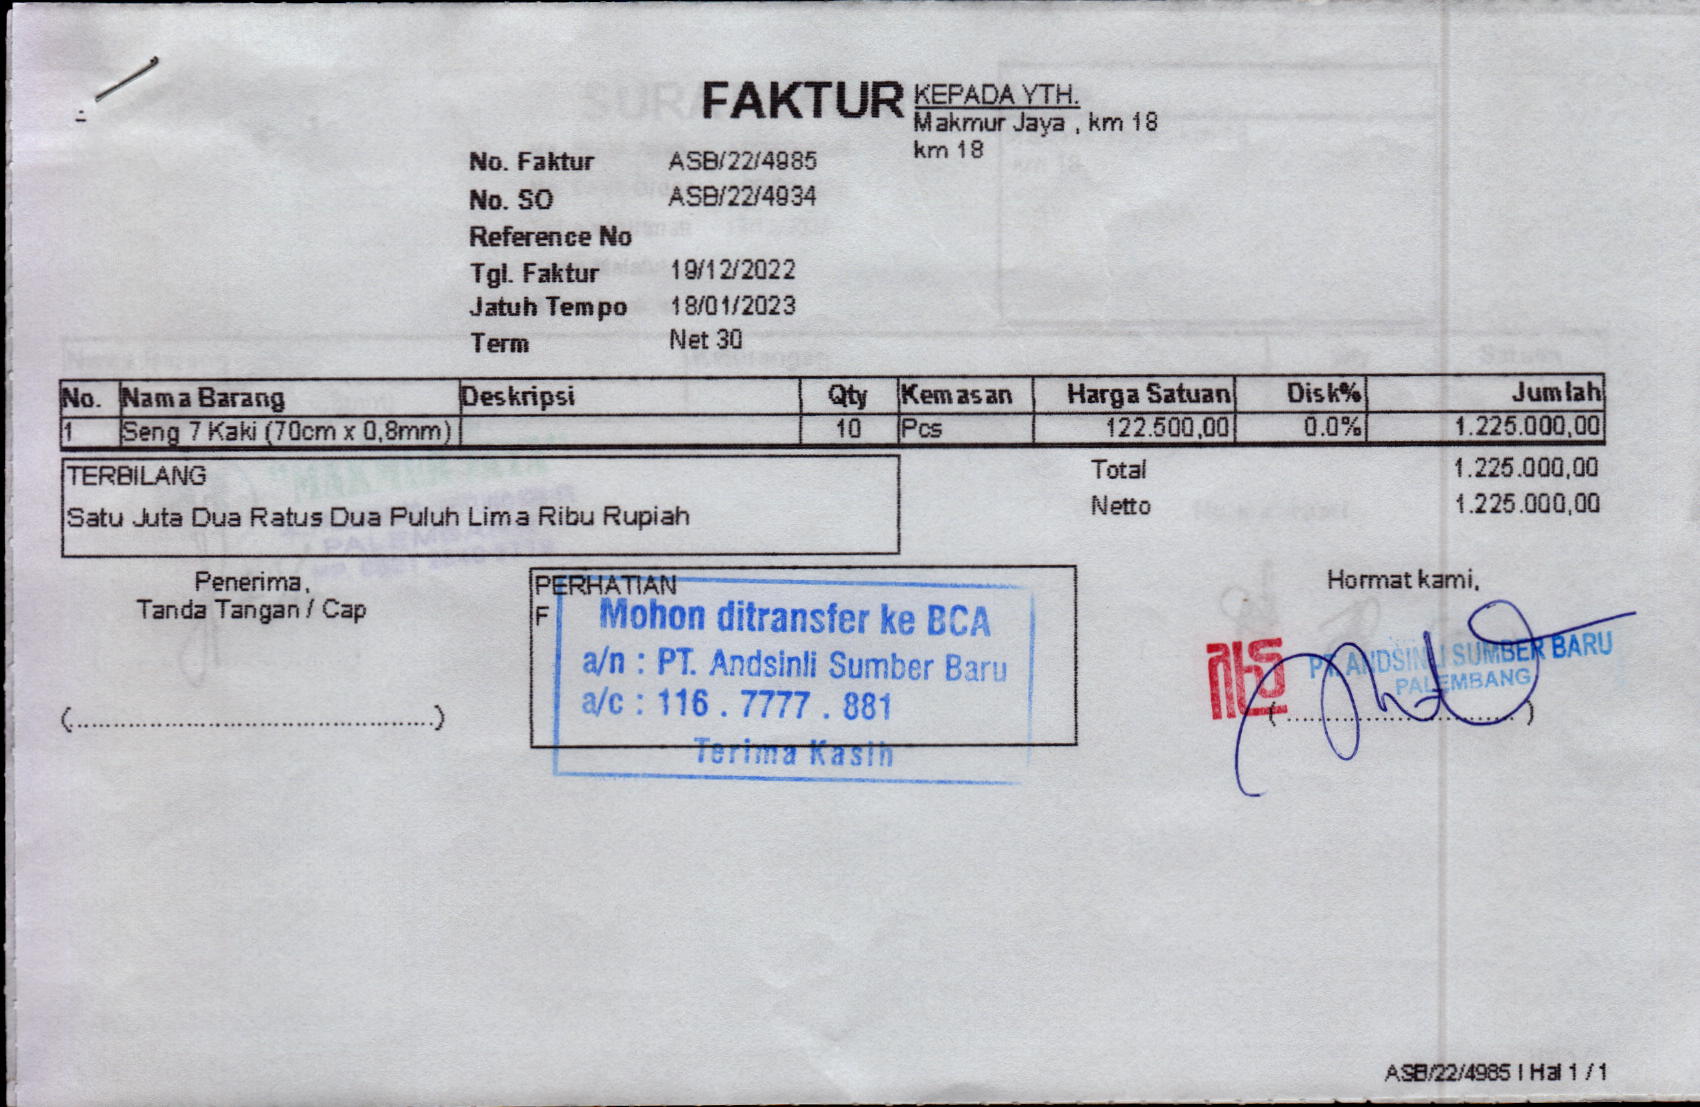 FAKTUR
KEPADA YTH.
Makmur Jaya , km 18
km 18
No. Faktur ASB/22/4985
No. SO ASB/22/4934
Reference No
Tgl. Faktur 19/12/2022
Jatuh Tempo 18/01/2023
Term Net 30
No. Nama Barang Deskripsi Qty Kemasan Harga Satuan Disk% Jumlah
1 Seng 7 Kaki (70cm x 0,8mm) 10 Pcs 122.500,00 0.0% 1.225.000,00
TERBILANG
Satu Juta Dua Ratus Dua Puluh Lima Ribu Rupiah
Total 1.225.000,00
Netto 1.225.000,00
Penerima,
Tanda Tangan / Cap
(............................................)
PERHATIAN
F
Mohon ditransfer ke BCA
a/n : PT. Andsinli Sumber Baru
a/c : 116 . 7777 . 881
Terima Kasih
Hormat kami,
PT. ANDSINLI SUMBER BARU
PALEMBANG
(............................)
ASB/22/4985 | Hal 1 / 1